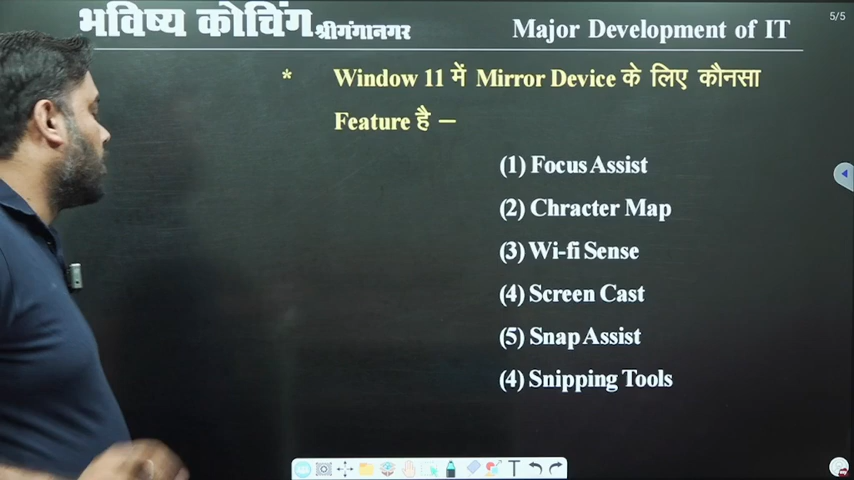 भविष्य कोचिंग श्रीगंगानगर
Major Development of IT
5/5
* Window 11 में Mirror Device के लिए कौनसा
Feature है –
(1) Focus Assist
(2) Chracter Map
(3) Wi-fi Sense
(4) Screen Cast
(5) Snap Assist
(4) Snipping Tools
T